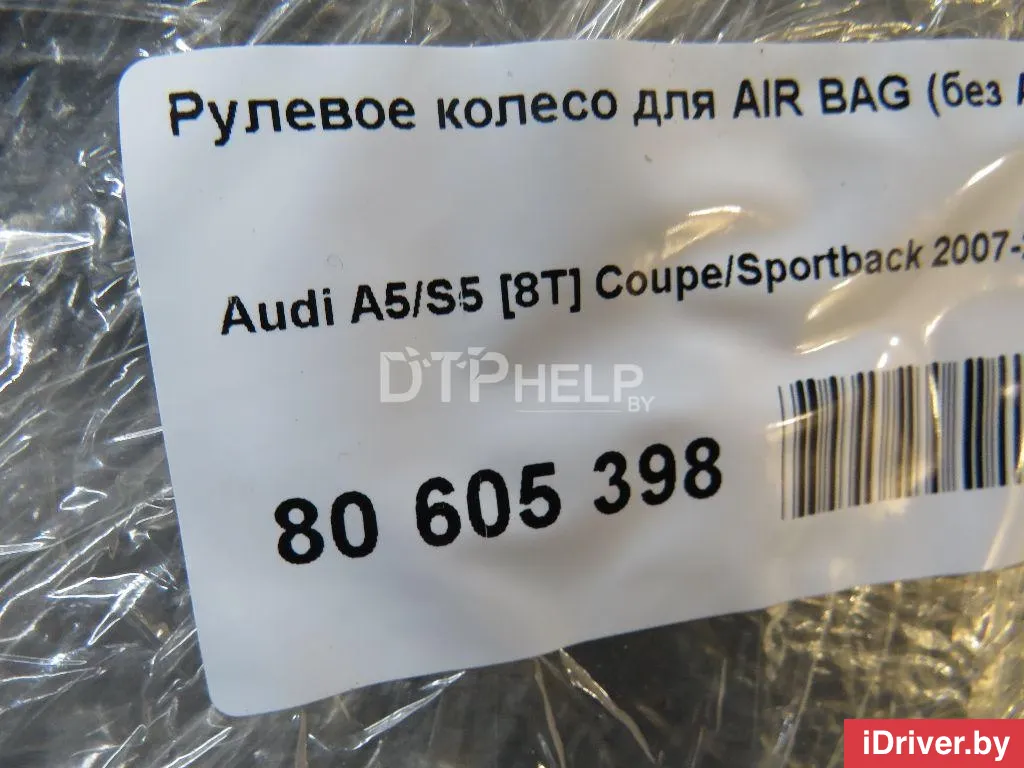 Рулевое колесо для AIR BAG (без
Audi A5/S5 [8T] Coupe/Sportback 2007-
DTPHELP
BY
80 605 398
iDriver.by